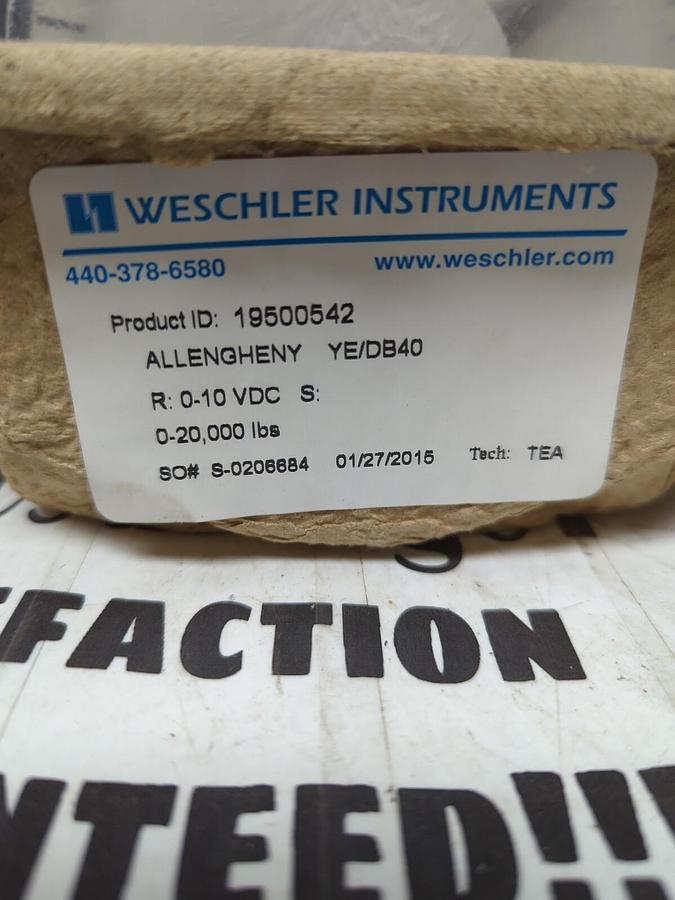 WESCHLER INSTRUMENTS
440-378-6580 www.weschler.com
Product ID: 19500542
ALLENGHENY YE/DB40
R: 0-10 VDC S:
0-20,000 lbs
SO# S-0206684 01/27/2015 Tech: TEA
FACTION
NTEED!!!